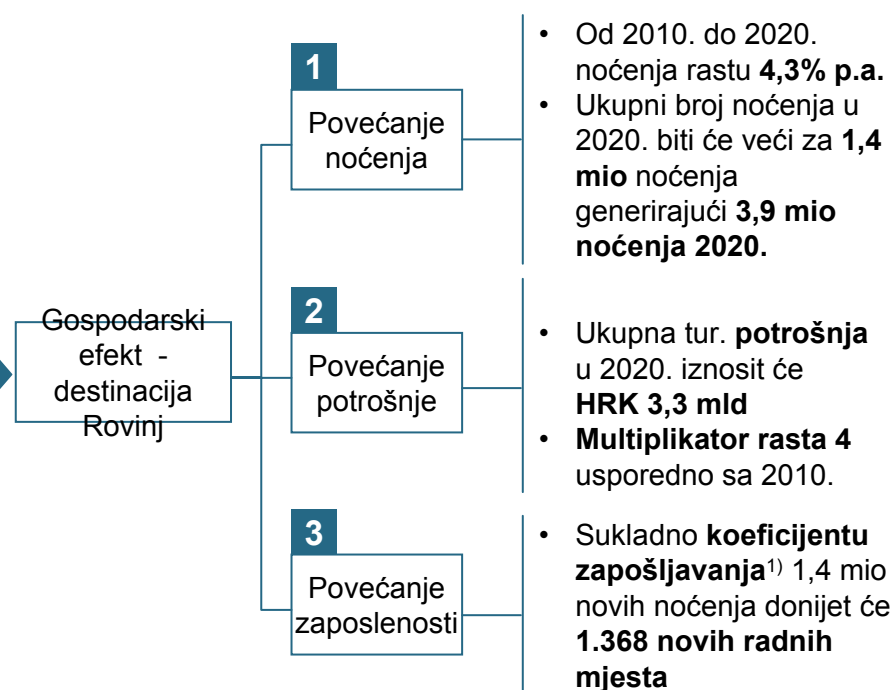 Gospodarski
efekt -
destinacija
Rovinj
1
Povećanje
noćenja
• Od 2010. do 2020.
noćenja rastu 4,3% p.a.
• Ukupni broj noćenja u
2020. biti će veći za 1,4
mio noćenja
generirajući 3,9 mio
noćenja 2020.
2
Povećanje
potrošnje
• Ukupna tur. potrošnja
u 2020. iznosit će
HRK 3,3 mld
• Multiplikator rasta 4
usporedno sa 2010.
3
Povećanje
zaposlenosti
• Sukladno koeficijentu
zapošljavanja1) 1,4 mio
novih noćenja donijet će
1.368 novih radnih
mjesta